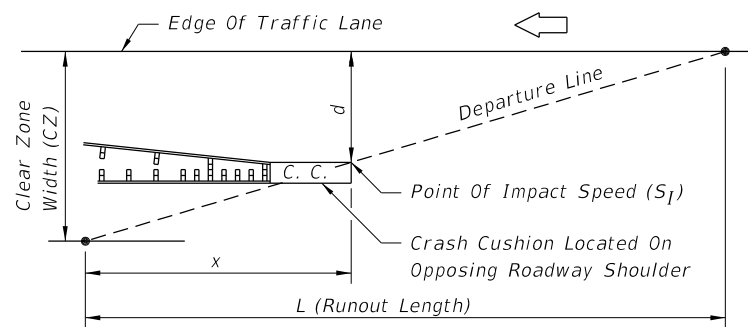 Edge Of Traffic Lane
Departure Line
Clear Zone
Width (CZ)
d
C. C.
Point Of Impact Speed (SI)
Crash Cushion Located On
Opposing Roadway Shoulder
x
L (Runout Length)